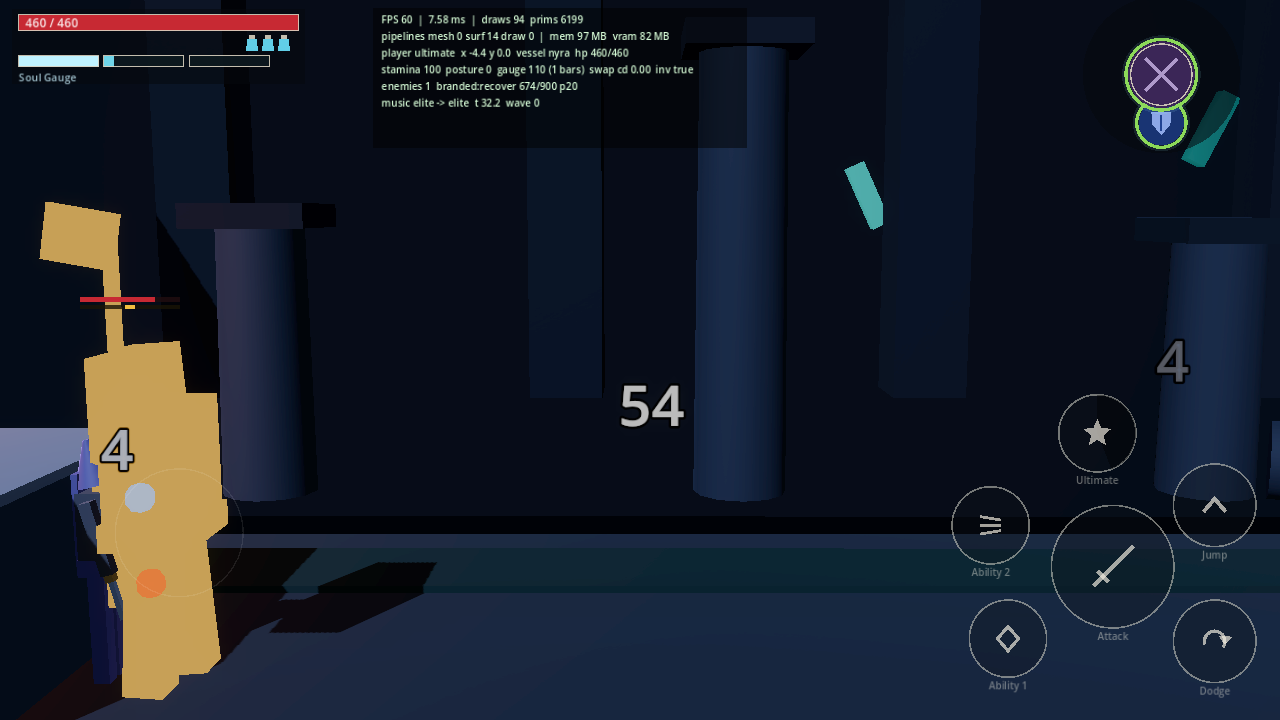 460 / 460
Soul Gauge
FPS 60 | 7.58 ms | draws 94 prims 6199
pipelines mesh 0 surf 14 draw 0 | mem 97 MB vram 82 MB
player ultimate x -4.4 y 0.0 vessel nyra hp 460/460
stamina 100 posture 0 gauge 110 (1 bars) swap cd 0.00 inv true
enemies 1 branded:recover 674/900 p20
music elite -> elite t 32.2 wave 0
4
54
4
Ultimate
Jump
Ability 2
Attack
Ability 1
Dodge